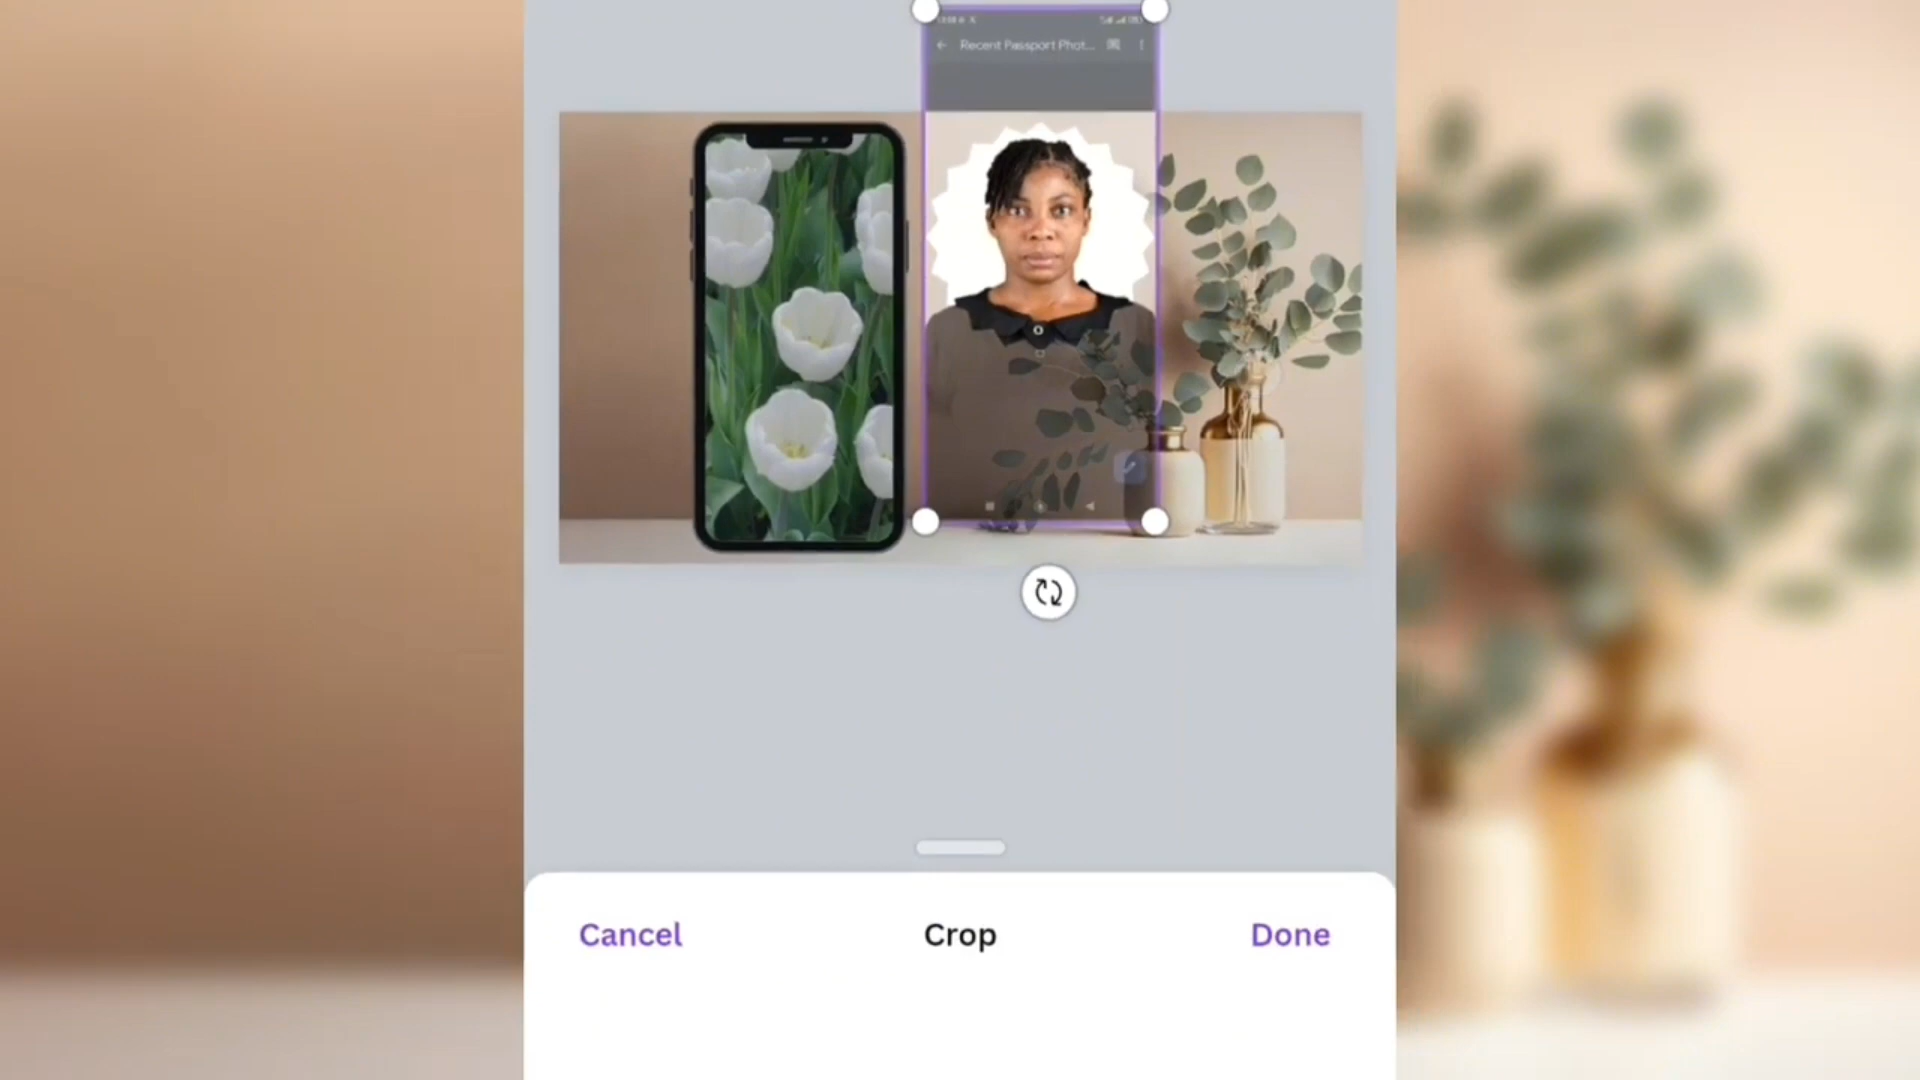 Recent Passport Phot...
Cancel
Crop
Done